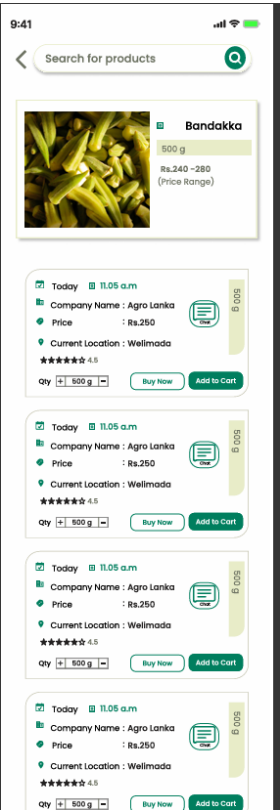 9:41
Search for products
Bandakka
500 g
Rs.240 -280
(Price Range)
Today 11.05 a.m
500 g
Company Name : Agro Lanka
Price : Rs.250
Chat
Current Location : Welimada
4.5
Qty + 500 g - Buy Now Add to Cart
Today 11.05 a.m
500 g
Company Name : Agro Lanka
Price : Rs.250
Chat
Current Location : Welimada
4.5
Qty + 500 g - Buy Now Add to Cart
Today 11.05 a.m
500 g
Company Name : Agro Lanka
Price : Rs.250
Chat
Current Location : Welimada
4.5
Qty + 500 g - Buy Now Add to Cart
Today 11.05 a.m
500 g
Company Name : Agro Lanka
Price : Rs.250
Chat
Current Location : Welimada
4.5
Qty + 500 g - Buy Now Add to Cart